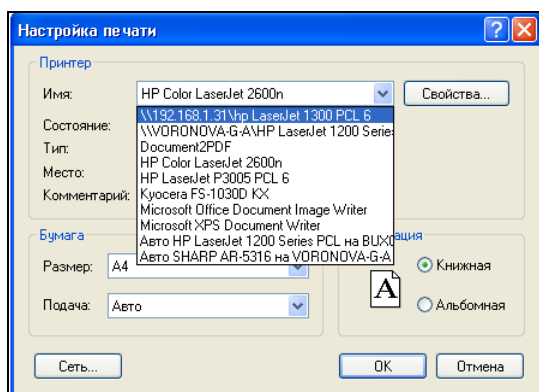 Настройка печати
Принтер
Имя: HP Color LaserJet 2600n Свойства...
\\192.168.1.31\hp LaserJet 1300 PCL 6
Состояние: \\VORONOVA-G-A\HP LaserJet 1200 Serie
Тип: Document2PDF
HP Color LaserJet 2600n
Место: HP LaserJet P3005 PCL 6
Комментарий: Kyocera FS-1030D KX
Microsoft Office Document Image Writer
Microsoft XPS Document Writer
Бумага Авто HP LaserJet 1200 Series PCL на BUX ация
Авто SHARP AR-5316 на VORONOVA-G-A
Размер: A4 Книжная
A
Подача: Авто Альбомная
Сеть... OK Отмена